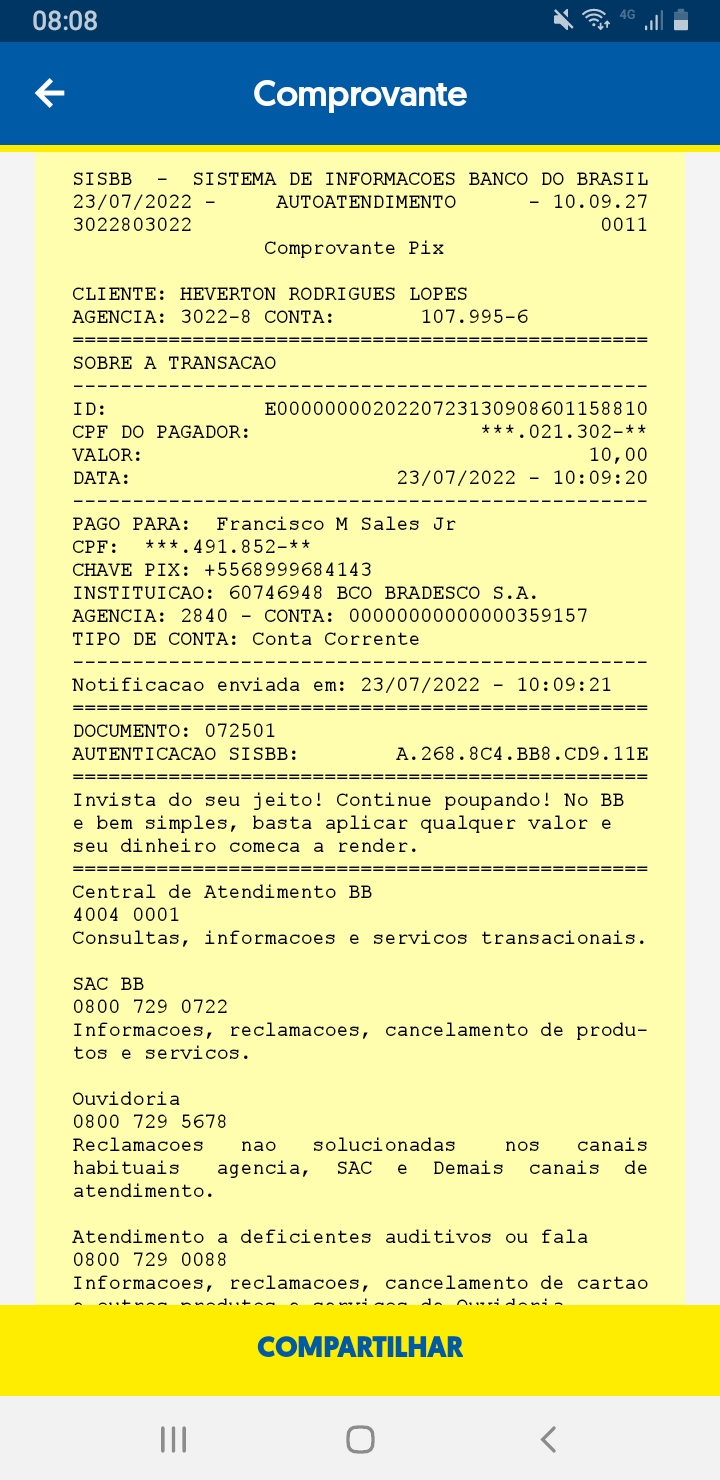 08:08 4G
Comprovante
SISBB - SISTEMA DE INFORMACOES BANCO DO BRASIL
23/07/2022 - AUTOATENDIMENTO - 10.09.27
3022803022 0011
Comprovante Pix
CLIENTE: HEVERTON RODRIGUES LOPES
AGENCIA: 3022-8 CONTA: 107.995-6
================================================
SOBRE A TRANSACAO
------------------------------------------------
ID: E0000000020220723130908601158810
CPF DO PAGADOR: ***.021.302-**
VALOR: 10,00
DATA: 23/07/2022 - 10:09:20
------------------------------------------------
PAGO PARA: Francisco M Sales Jr
CPF: ***.491.852-**
CHAVE PIX: +5568999684143
INSTITUICAO: 60746948 BCO BRADESCO S.A.
AGENCIA: 2840 - CONTA: 00000000000000359157
TIPO DE CONTA: Conta Corrente
------------------------------------------------
Notificacao enviada em: 23/07/2022 - 10:09:21
================================================
DOCUMENTO: 072501
AUTENTICACAO SISBB: A.268.8C4.BB8.CD9.11E
================================================
Invista do seu jeito! Continue poupando! No BB
e bem simples, basta aplicar qualquer valor e
seu dinheiro comeca a render.
================================================
Central de Atendimento BB
4004 0001
Consultas, informacoes e servicos transacionais.
SAC BB
0800 729 0722
Informacoes, reclamacoes, cancelamento de produ-
tos e servicos.
Ouvidoria
0800 729 5678
Reclamacoes nao solucionadas nos canais
habituais agencia, SAC e Demais canais de
atendimento.
Atendimento a deficientes auditivos ou fala
0800 729 0088
Informacoes, reclamacoes, cancelamento de cartao
e outros produtos e servicos de Ouvidoria.
COMPARTILHAR